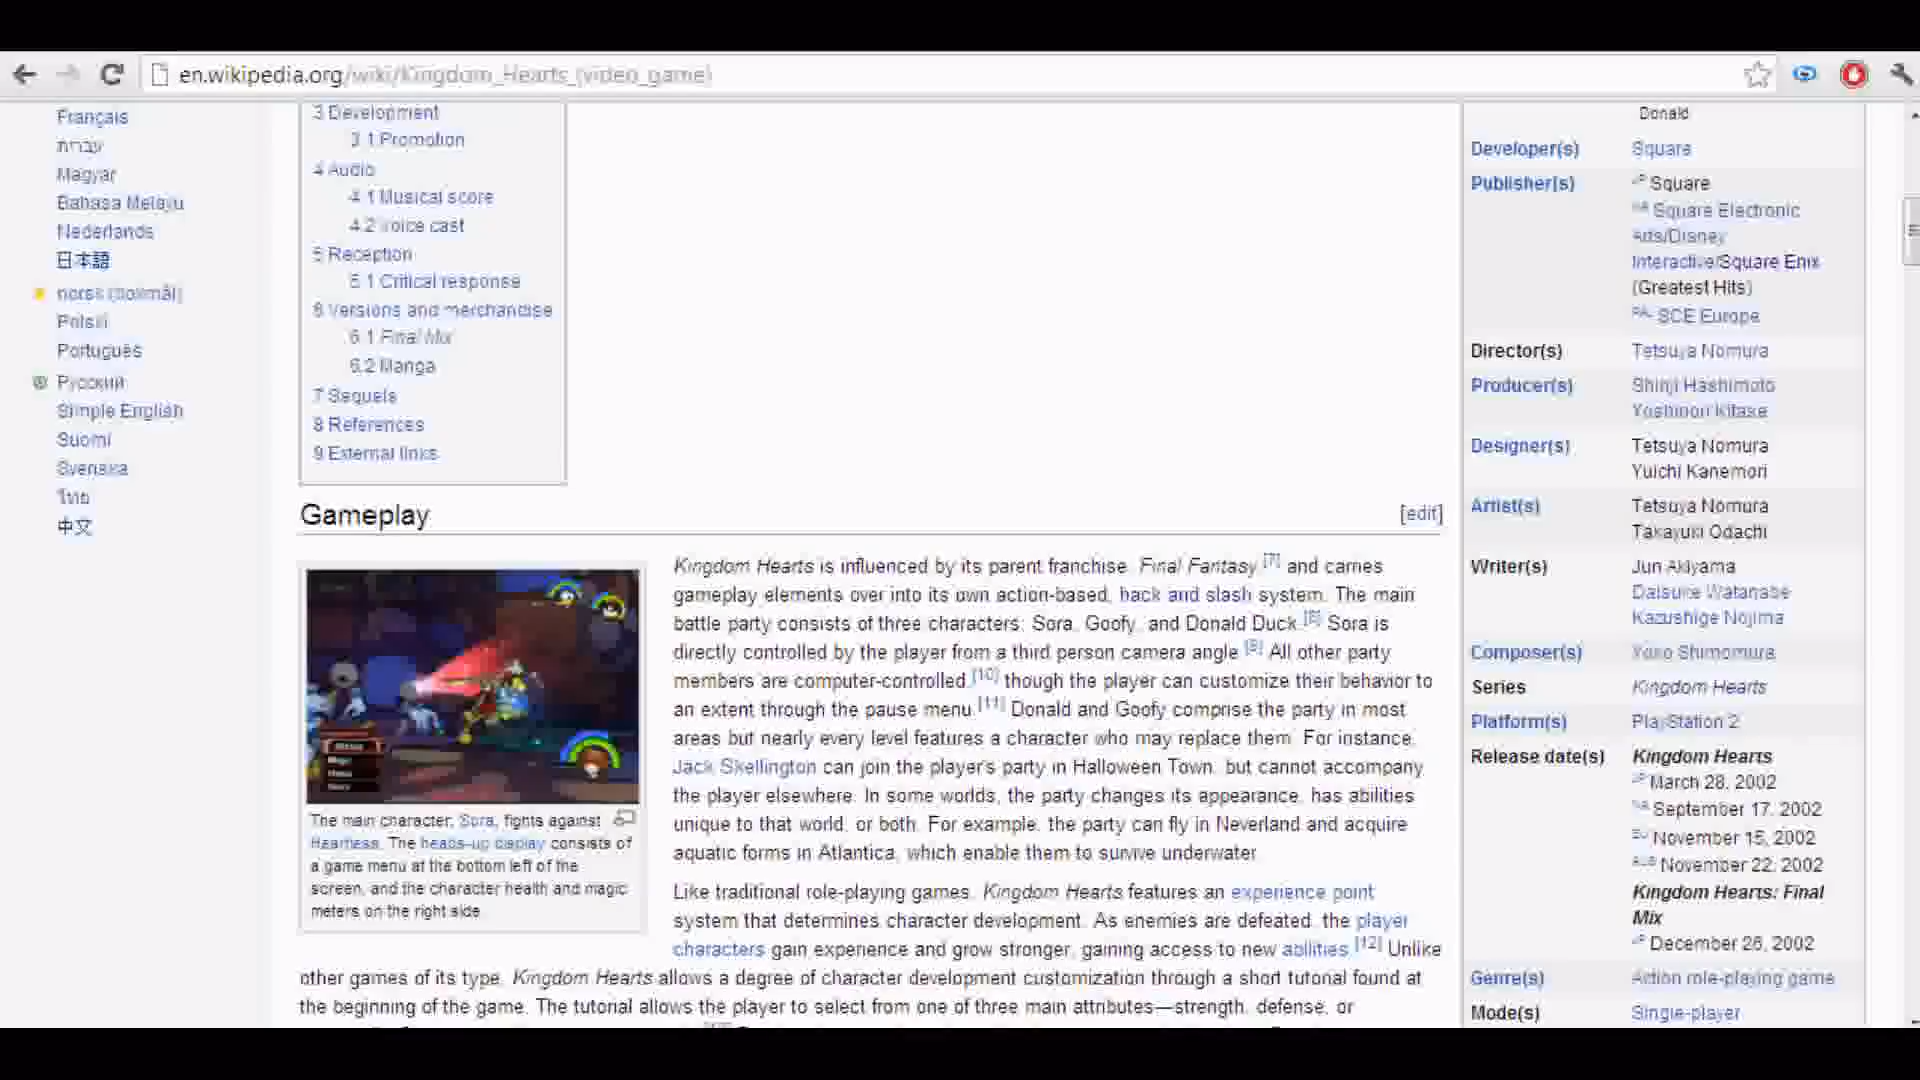 en.wikipedia.org/wiki/Kingdom_Hearts_(video_game)
Français
עברית
Magyar
Bahasa Melayu
Nederlands
日本語
norsk (bokmål)
Polski
Português
Русский
Simple English
Suomi
Svenska
ไทย
中文
3 Development
3.1 Promotion
4 Audio
4.1 Musical score
4.2 Voice cast
5 Reception
5.1 Critical response
6 Versions and merchandise
6.1 Final Mix
6.2 Manga
7 Sequels
8 References
9 External links
Gameplay
[edit]
The main character, Sora, fights against
Heartless. The heads-up display consists of
a game menu at the bottom left of the
screen, and the character health and magic
meters on the right side.
Kingdom Hearts is influenced by its parent franchise, Final Fantasy,[7] and carries
gameplay elements over into its own action-based, hack and slash system. The main
battle party consists of three characters: Sora, Goofy, and Donald Duck.[8] Sora is
directly controlled by the player from a third person camera angle.[9] All other party
members are computer-controlled,[10] though the player can customize their behavior to
an extent through the pause menu.[11] Donald and Goofy comprise the party in most
areas but nearly every level features a character who may replace them. For instance,
Jack Skellington can join the player's party in Halloween Town, but cannot accompany
the player elsewhere. In some worlds, the party changes its appearance, has abilities
unique to that world, or both. For example, the party can fly in Neverland and acquire
aquatic forms in Atlantica, which enable them to survive underwater.
Like traditional role-playing games, Kingdom Hearts features an experience point
system that determines character development. As enemies are defeated, the player
characters gain experience and grow stronger, gaining access to new abilities.[12] Unlike
other games of its type, Kingdom Hearts allows a degree of character development customization through a short tutorial found at
the beginning of the game. The tutorial allows the player to select from one of three main attributes—strength, defense, or
Donald
Developer(s) Square
Publisher(s) JP Square
NA Square Electronic
Arts/Disney
Interactive/Square Enix
(Greatest Hits)
PAL SCE Europe
Director(s) Tetsuya Nomura
Producer(s) Shinji Hashimoto
Yoshinori Kitase
Designer(s) Tetsuya Nomura
Yuichi Kanemori
Artist(s) Tetsuya Nomura
Takayuki Odachi
Writer(s) Jun Akiyama
Daisuke Watanabe
Kazushige Nojima
Composer(s) Yoko Shimomura
Series Kingdom Hearts
Platform(s) PlayStation 2
Release date(s) Kingdom Hearts
JP March 28, 2002
NA September 17, 2002
EU November 15, 2002
AUS November 22, 2002
Kingdom Hearts: Final
Mix
JP December 26, 2002
Genre(s) Action role-playing game
Mode(s) Single-player